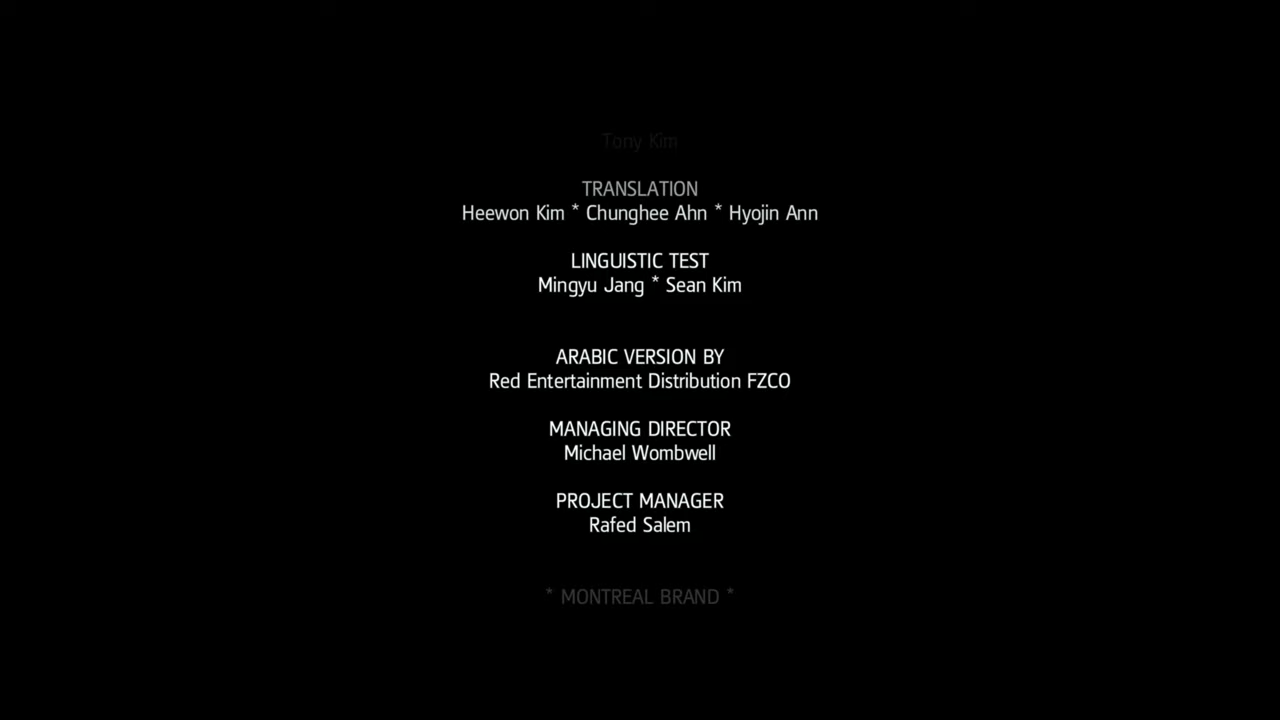 Tony Kim
TRANSLATION
Heewon Kim * Chunghee Ahn * Hyojin Ann
LINGUISTIC TEST
Mingyu Jang * Sean Kim
ARABIC VERSION BY
Red Entertainment Distribution FZCO
MANAGING DIRECTOR
Michael Wombwell
PROJECT MANAGER
Rafed Salem
* MONTREAL BRAND *